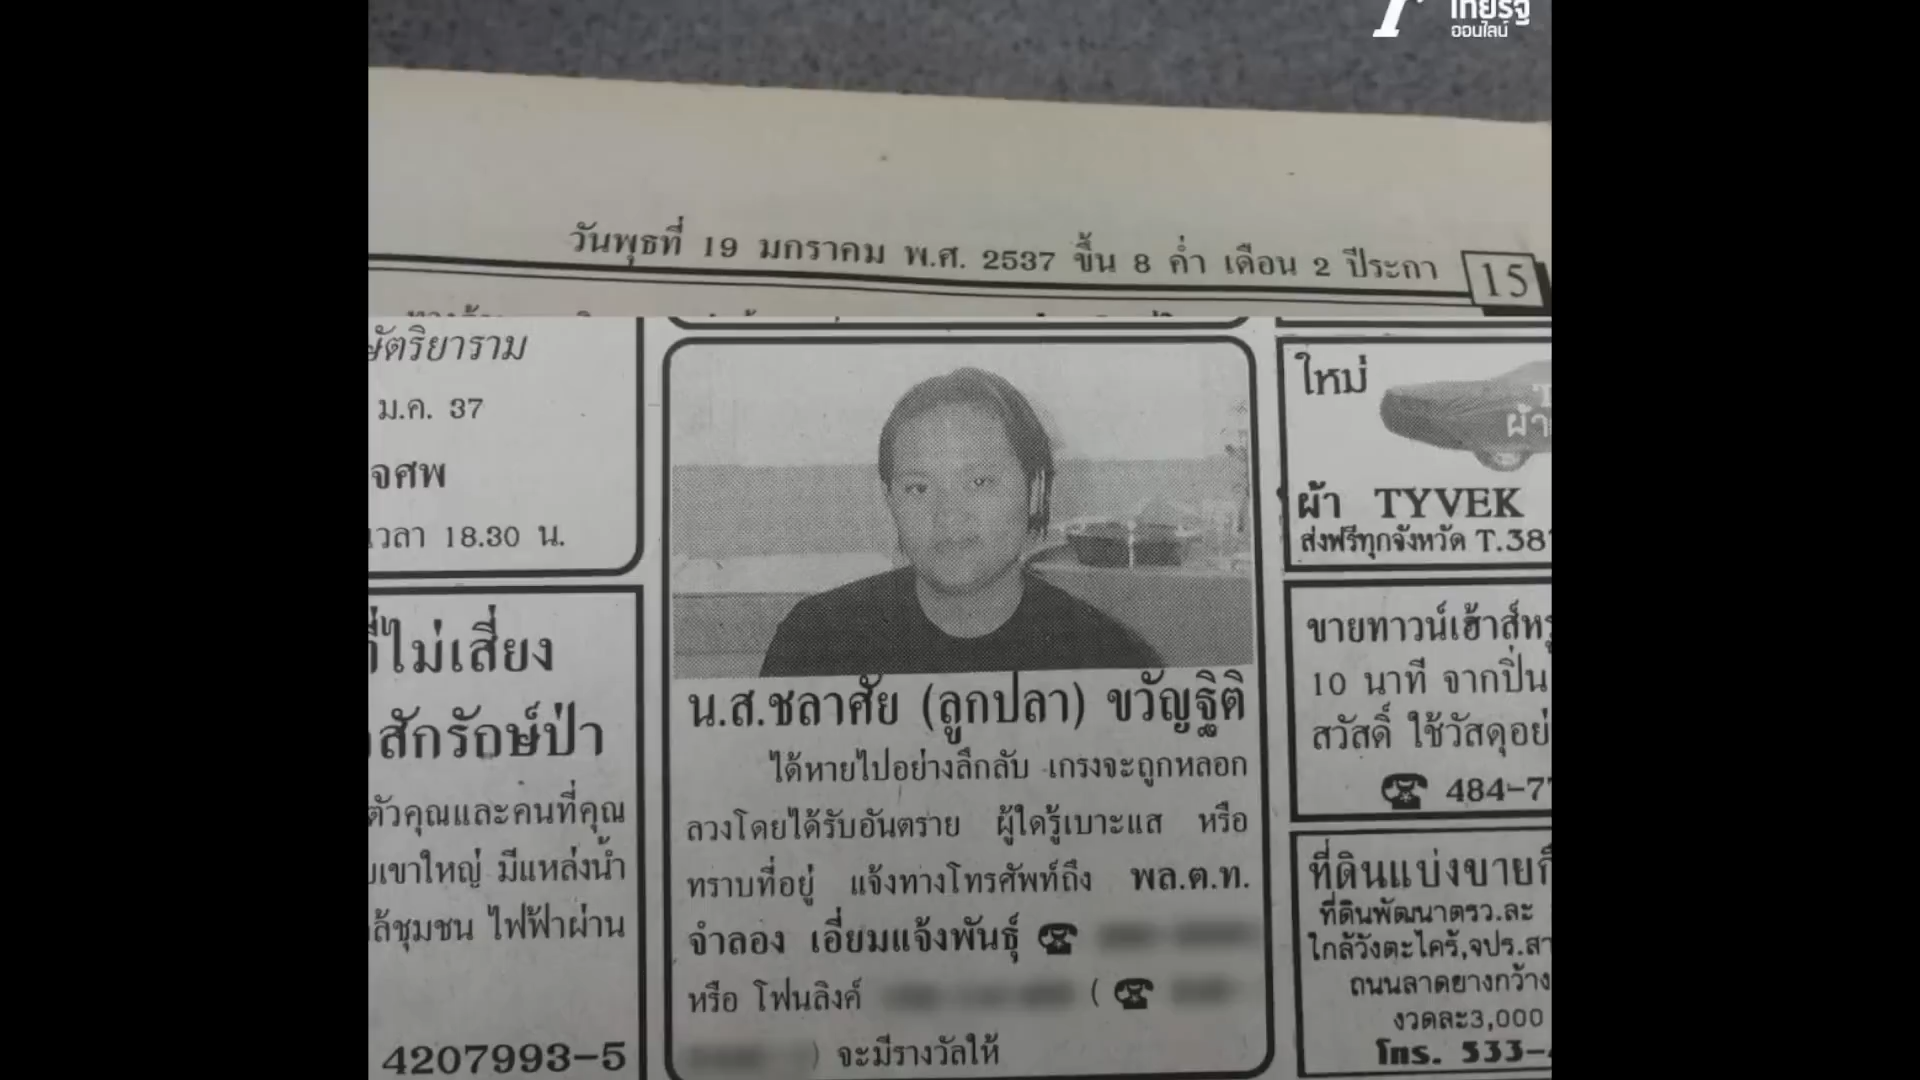 ไทยรัฐ
ออนไลน์
วันพุธที่ 19 มกราคม พ.ศ. 2537 ขึ้น 8 ค่ำ เดือน 2 ปีระกา
15
ษัตริยาราม
ม.ค. 37
จศพ
เวลา 18.30 น.
ที่ไม่เสี่ยง
สักรักษ์ป่า
ตัวคุณและคนที่คุณ
เขาใหญ่ มีแหล่งน้ำ
ล้ชุมชน ไฟฟ้าผ่าน
4207993-5
น.ส.ชลาศัย (ลูกปลา) ขวัญฐิติ
ได้หายไปอย่างลึกลับ เกรงจะถูกหลอก
ลวงโดยได้รับอันตราย ผู้ใดรู้เบาะแส หรือ
ทราบที่อยู่ แจ้งทางโทรศัพท์ถึง พล.ต.ท.
จำลอง เอี่ยมแจ้งพันธุ์ ☎
หรือ โฟนลิงค์ ( ☎
) จะมีรางวัลให้
ใหม่
ผ้า
ผ้า TYVEK
ส่งฟรีทุกจังหวัด T.38
ขายทาวน์เฮ้าส์หรู
10 นาที จากปิ่น
สวัสดิ์ ใช้วัสดุอย่
☎ 484-7
ที่ดินแบ่งขาย
ที่ดินพัฒนาตรว.ละ
ใกล้วังตะไคร้,จปร.สา
ถนนลาดยางกว้าง
งวดละ3,000
โทร. 533-